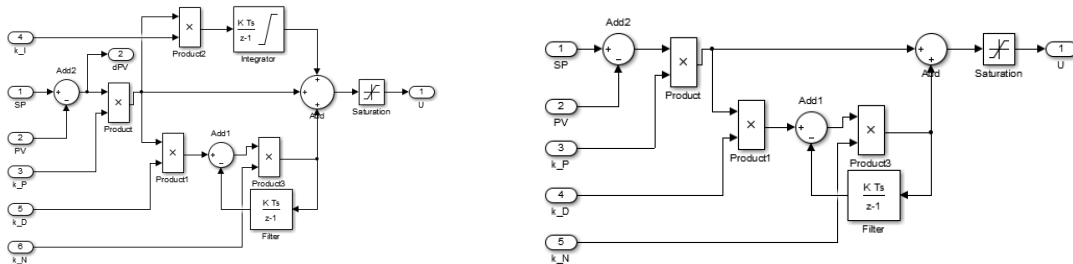 4
k_I
×
Product2
K Ts
z-1
Integrator
2
dPV
Add2
1
SP
+
−
×
Product
2
PV
3
k_P
+
+
+
Add
Saturation
1
U
×
Product1
Add1
+
−
×
Product3
5
k_D
K Ts
z-1
Filter
6
k_N
Add2
1
SP
+
−
×
Product
+
+
Add
Saturation
1
U
2
PV
×
Product1
Add1
+
−
×
Product3
3
k_P
4
k_D
K Ts
z-1
Filter
5
k_N